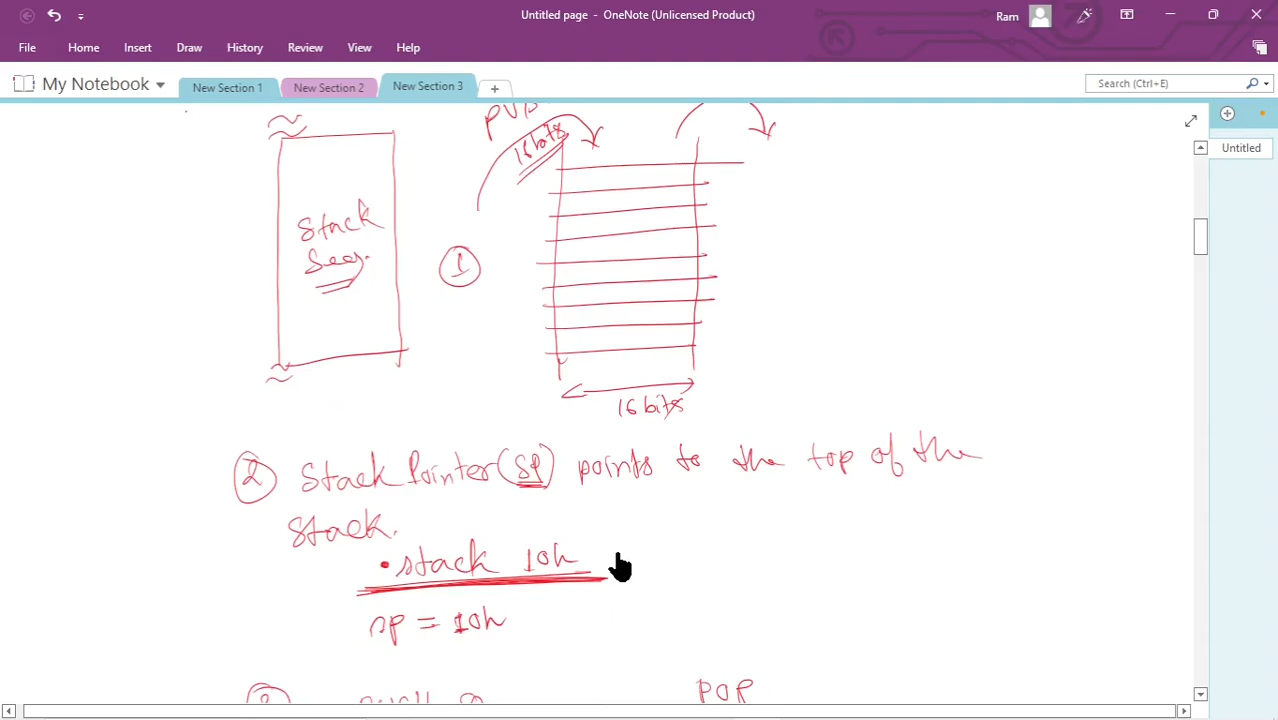 Untitled page - OneNote (Unlicensed Product)
Ram
File Home Insert Draw History Review View Help
My Notebook
New Section 1
New Section 2
New Section 3
Search (Ctrl+E)
Untitled
16 bits
Stack
Seg.
1
16 bits
2 Stack Pointer (SP) points to the top of the
Stack.
.stack 10h
sp = 10h
POP